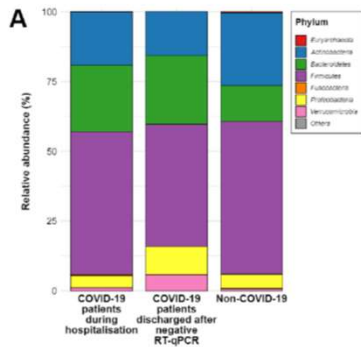 A
100
75
50
25
0
Relative abundance (%)
COVID-19
patients
during
hospitalisation
COVID-19
patients
discharged after
negative
RT-qPCR
Non-COVID-19
Phylum
Euryarchaeota
Actinobacteria
Bacteroidetes
Firmicutes
Fusobacteria
Proteobacteria
Verrucomicrobia
Others